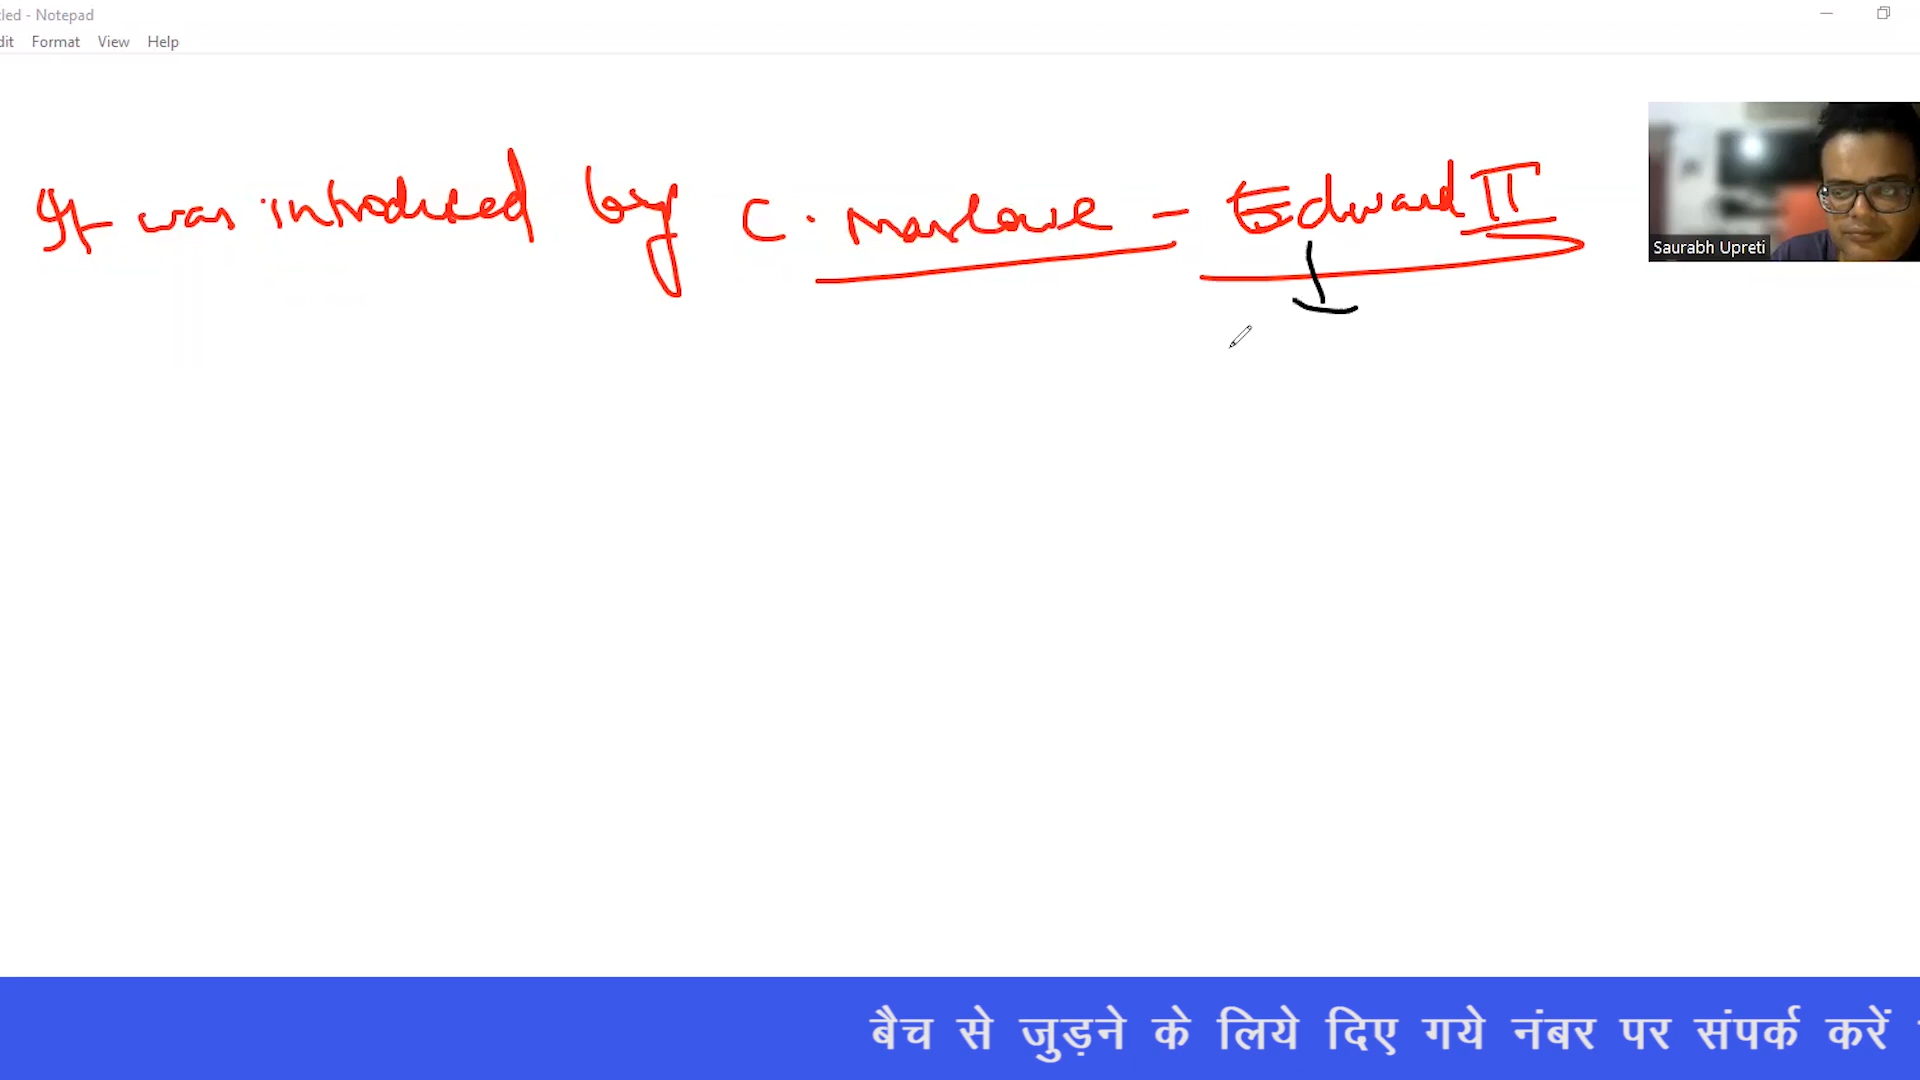 led - Notepad
dit Format View Help
It was introduced by C. Marlowe - Edward II
Saurabh Upreti
बैच से जुड़ने के लिये दिए गये नंबर पर संपर्क करें